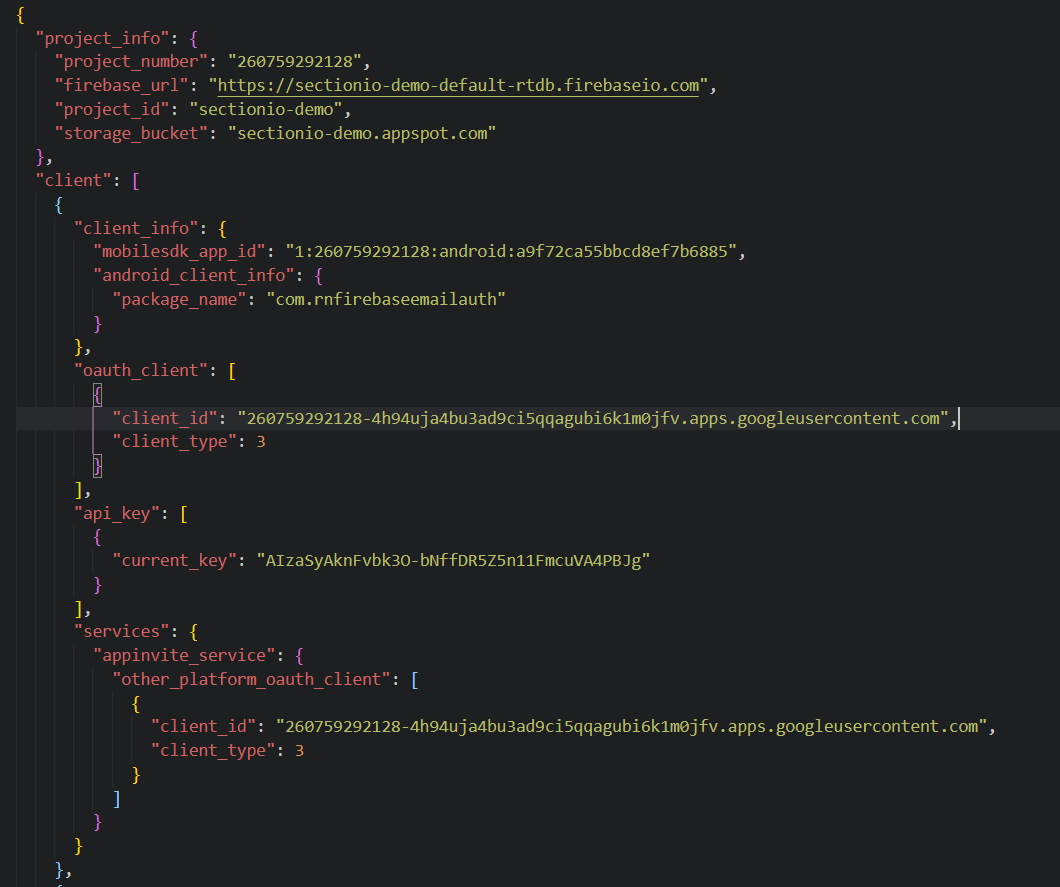 {
"project_info": {
"project_number": "260759292128",
"firebase_url": "https://sectionio-demo-default-rtdb.firebaseio.com",
"project_id": "sectionio-demo",
"storage_bucket": "sectionio-demo.appspot.com"
},
"client": [
{
"client_info": {
"mobilesdk_app_id": "1:260759292128:android:a9f72ca55bbcd8ef7b6885",
"android_client_info": {
"package_name": "com.rnfirebaseemailauth"
}
},
"oauth_client": [
{
"client_id": "260759292128-4h94uja4bu3ad9ci5qqagubi6k1m0jfv.apps.googleusercontent.com",
"client_type": 3
}
],
"api_key": [
{
"current_key": "AIzaSyAknFvbk3O-bNffDR5Z5n11FmcuVA4PBJg"
}
],
"services": {
"appinvite_service": {
"other_platform_oauth_client": [
{
"client_id": "260759292128-4h94uja4bu3ad9ci5qqagubi6k1m0jfv.apps.googleusercontent.com",
"client_type": 3
}
]
}
}
},